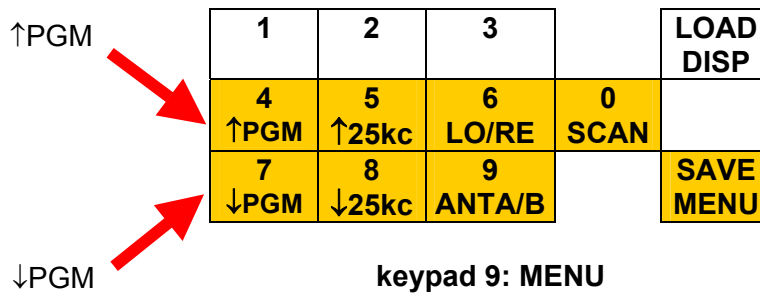 ↑PGM
1 2 3 LOAD
DISP
4 5 6 0
↑PGM ↑25kc LO/RE SCAN
7 8 9 SAVE
↓PGM ↓25kc ANTA/B MENU
↓PGM
keypad 9: MENU